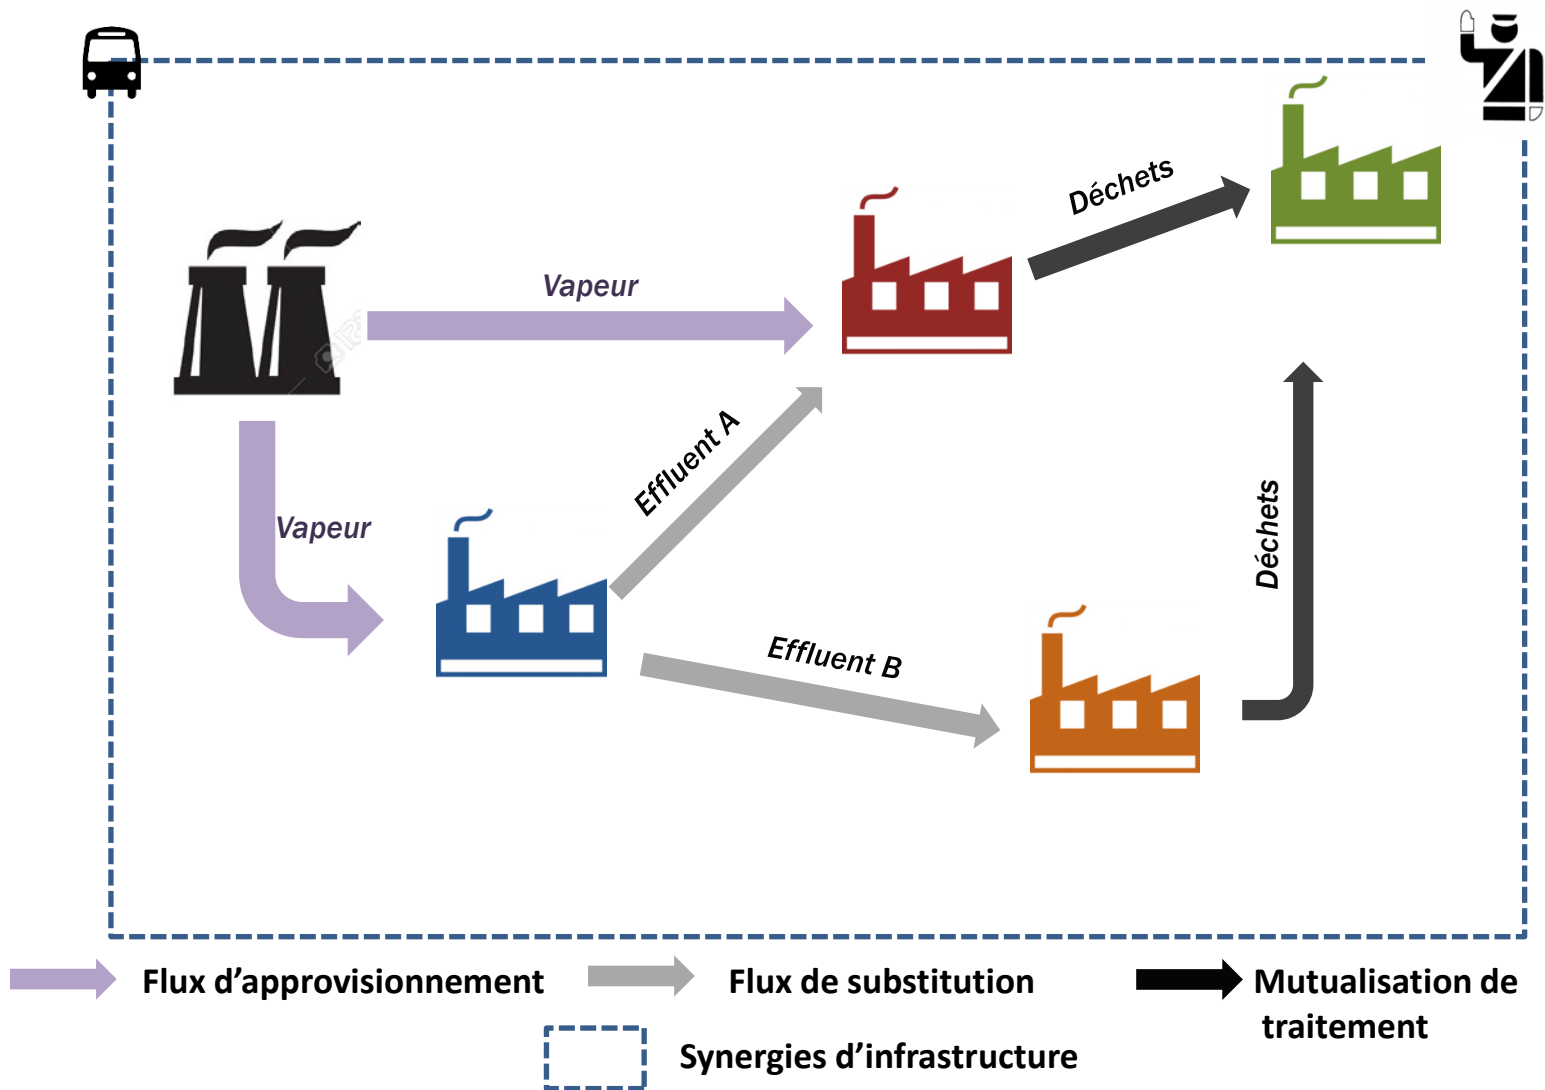 Déchets
Vapeur
Effluent A
Vapeur
Déchets
Effluent B
Flux d’approvisionnement
Flux de substitution
Mutualisation de
traitement
Synergies d’infrastructure